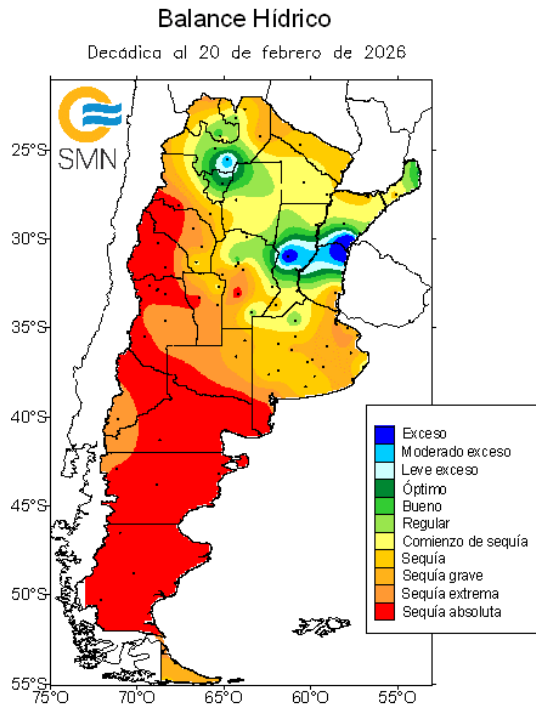 Balance Hídrico
Decádica al 20 de febrero de 2026
SMN
25°S
30°S
35°S
40°S
45°S
50°S
55°S
75°O
70°O
65°O
60°O
55°O
Exceso
Moderado exceso
Leve exceso
Óptimo
Bueno
Regular
Comienzo de sequía
Sequía
Sequía grave
Sequía extrema
Sequía absoluta